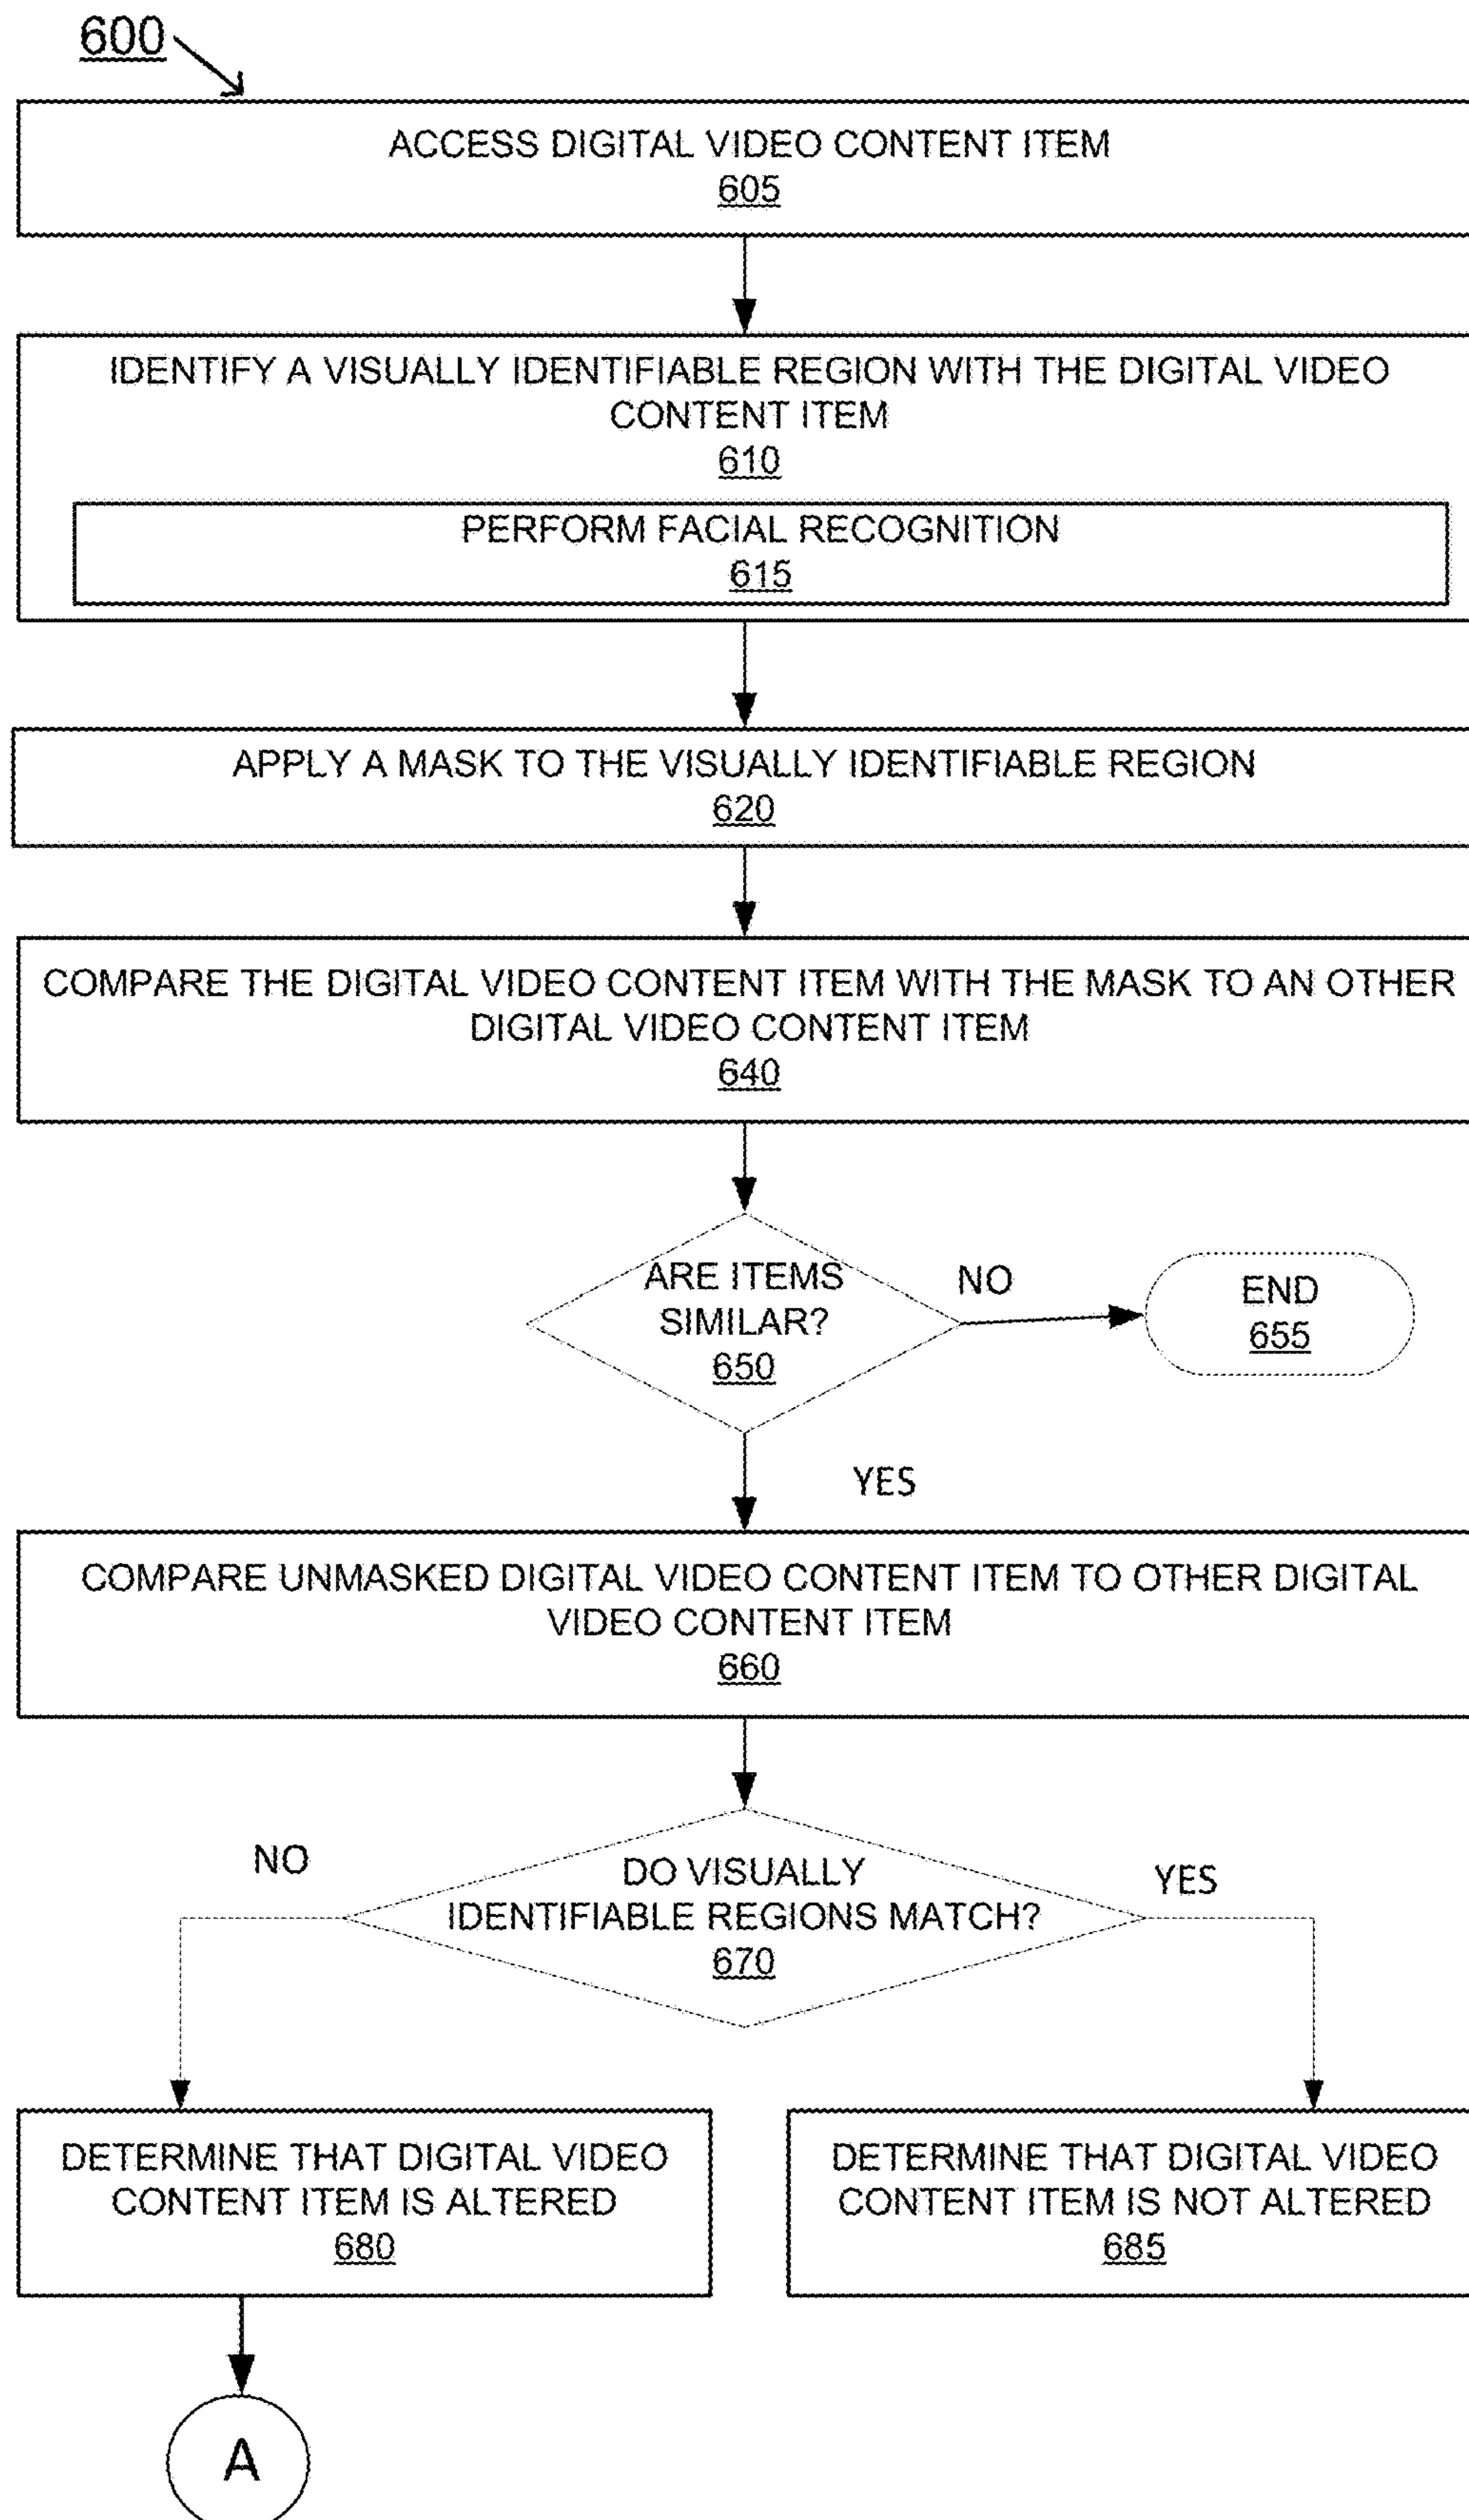 600
ACCESS DIGITAL VIDEO CONTENT ITEM
605
IDENTIFY A VISUALLY IDENTIFIABLE REGION WITH THE DIGITAL VIDEO
CONTENT ITEM
610
PERFORM FACIAL RECOGNITION
615
APPLY A MASK TO THE VISUALLY IDENTIFIABLE REGION
620
COMPARE THE DIGITAL VIDEO CONTENT ITEM WITH THE MASK TO AN OTHER
DIGITAL VIDEO CONTENT ITEM
640
ARE ITEMS
SIMILAR?
650
NO
END
655
YES
COMPARE UNMASKED DIGITAL VIDEO CONTENT ITEM TO OTHER DIGITAL
VIDEO CONTENT ITEM
660
NO
DO VISUALLY
IDENTIFIABLE REGIONS MATCH?
670
YES
DETERMINE THAT DIGITAL VIDEO
CONTENT ITEM IS ALTERED
680
DETERMINE THAT DIGITAL VIDEO
CONTENT ITEM IS NOT ALTERED
685
A